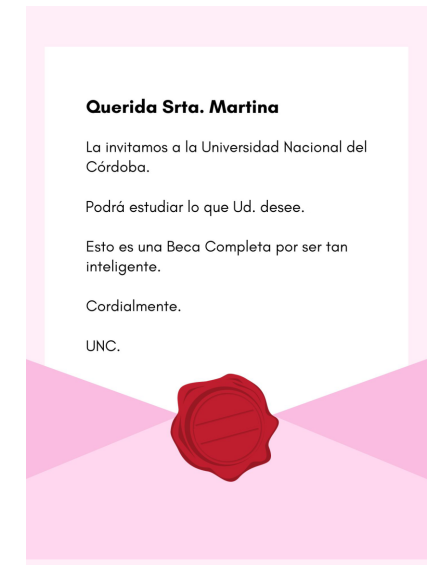 Querida Srta. Martina
La invitamos a la Universidad Nacional del
Córdoba.
Podrá estudiar lo que Ud. desee.
Esto es una Beca Completa por ser tan
inteligente.
Cordialmente.
UNC.